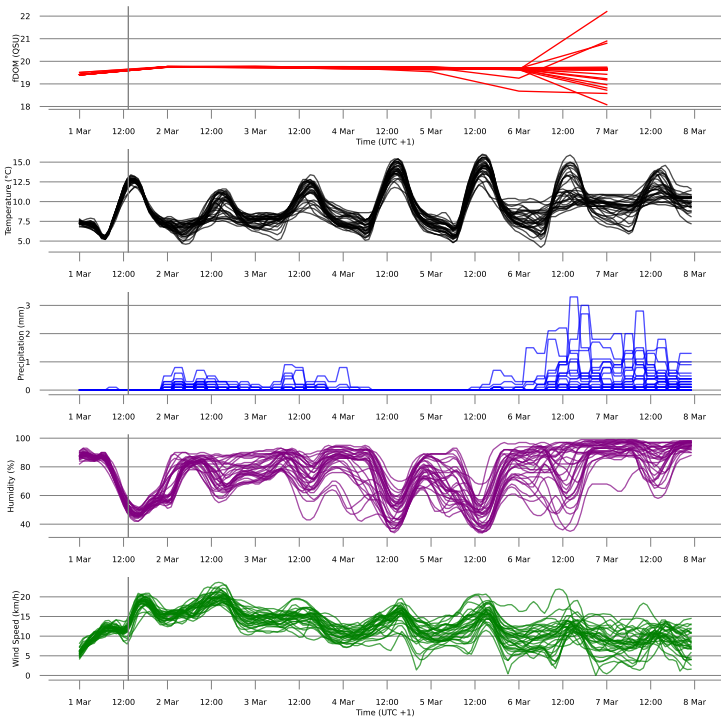 22
21
20
19
18
fDOM (QSU)
1 Mar 12:00 2 Mar 12:00 3 Mar 12:00 4 Mar 12:00 5 Mar 12:00 6 Mar 12:00 7 Mar 12:00 8 Mar
Time (UTC +1)
15.0
12.5
10.0
7.5
5.0
Temperature (°C)
1 Mar 12:00 2 Mar 12:00 3 Mar 12:00 4 Mar 12:00 5 Mar 12:00 6 Mar 12:00 7 Mar 12:00 8 Mar
3
2
1
0
Precipitation (mm)
1 Mar 12:00 2 Mar 12:00 3 Mar 12:00 4 Mar 12:00 5 Mar 12:00 6 Mar 12:00 7 Mar 12:00 8 Mar
100
80
60
40
Humidity (%)
1 Mar 12:00 2 Mar 12:00 3 Mar 12:00 4 Mar 12:00 5 Mar 12:00 6 Mar 12:00 7 Mar 12:00 8 Mar
20
15
10
5
0
Wind Speed (km/h)
1 Mar 12:00 2 Mar 12:00 3 Mar 12:00 4 Mar 12:00 5 Mar 12:00 6 Mar 12:00 7 Mar 12:00 8 Mar
Time (UTC +1)